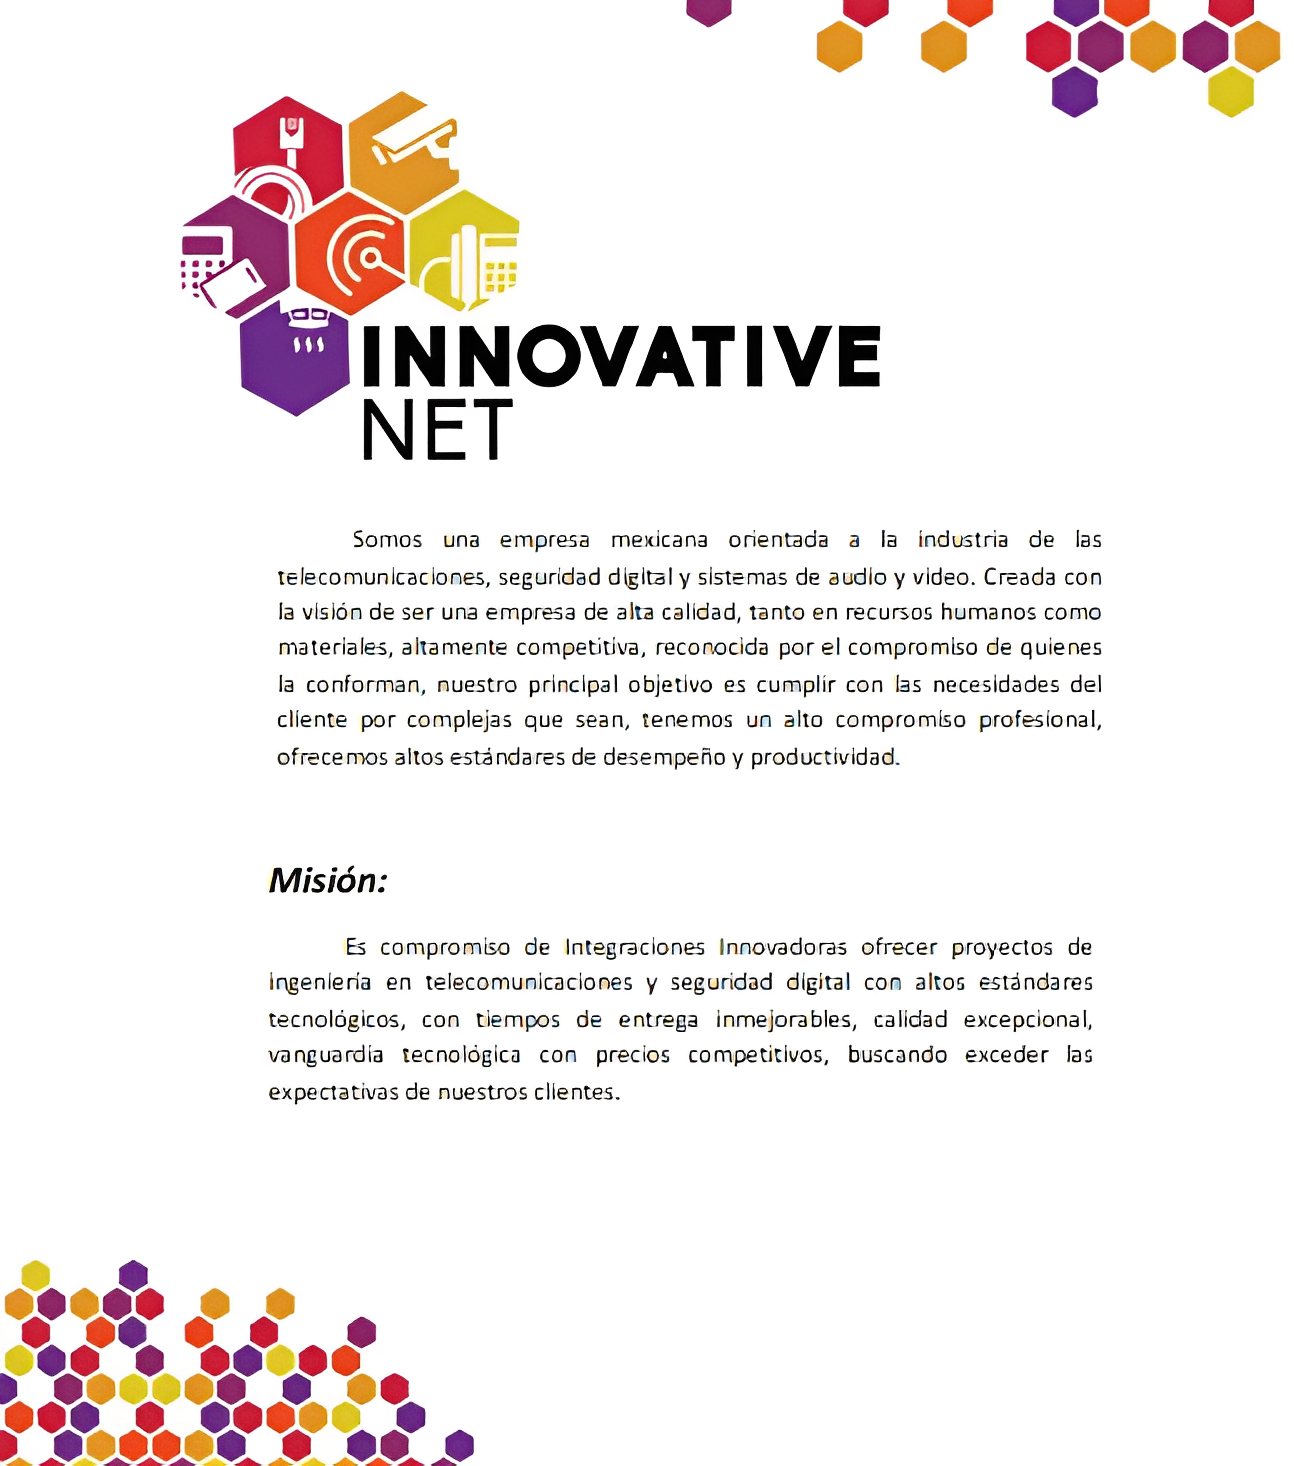 INNOVATIVE
NET
Somos una empresa mexicana orientada a la industria de las
telecomunicaciones, seguridad digital y sistemas de audio y video. Creada con
la visión de ser una empresa de alta calidad, tanto en recursos humanos como
materiales, altamente competitiva, reconocida por el compromiso de quienes
la conforman, nuestro principal objetivo es cumplir con las necesidades del
cliente por complejas que sean, tenemos un alto compromiso profesional,
ofrecemos altos estándares de desempeño y productividad.
Misión:
Es compromiso de Integraciones Innovadoras ofrecer proyectos de
ingeniería en telecomunicaciones y seguridad digital con altos estándares
tecnológicos, con tiempos de entrega inmejorables, calidad excepcional,
vanguardia tecnológica con precios competitivos, buscando exceder las
expectativas de nuestros clientes.